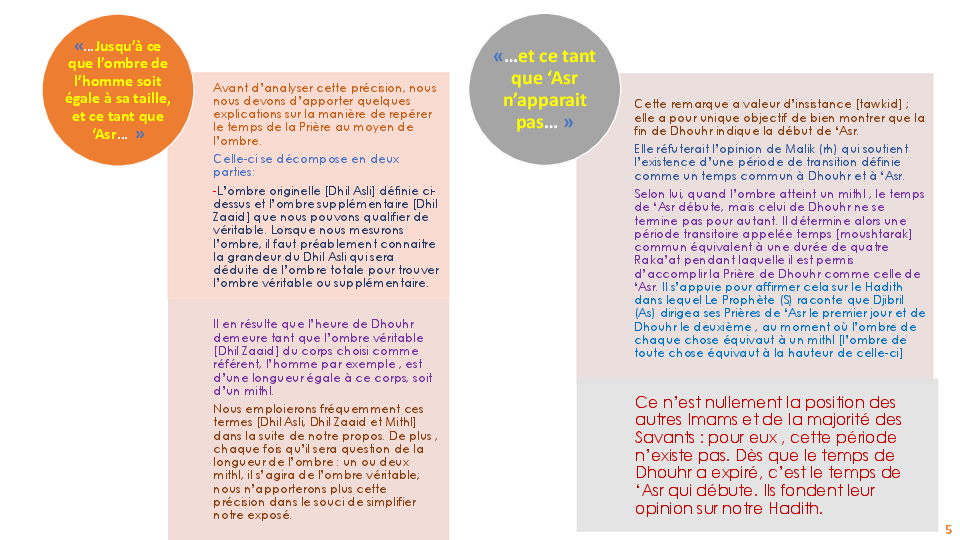 «...Jusqu'à ce
que l'ombre de
l'homme soit
égale à sa taille,
et ce tant que
‘Asr... »
Avant d'analyser cette précision, nous
nous devons d'apporter quelques
explications sur la manière de repérer
le temps de la Prière au moyen de
l'ombre.
Celle-ci se décompose en deux
parties:
-L'ombre originelle [Dhil Asli] définie ci-
dessus et l'ombre supplémentaire [Dhil
Zaaid] que nous pouvons qualifier de
véritable. Lorsque nous mesurons
l'ombre, il faut préablement connaitre
la grandeur du Dhil Asli qui sera
déduite de l'ombre totale pour trouver
l'ombre véritable ou supplémentaire.
Il en résulte que l'heure de Dhouhr
demeure tant que l'ombre véritable
[Dhil Zaaid] du corps choisi comme
référent, l'homme par exemple , est
d'une longueur égale à ce corps, soit
d'un mithl.
Nous emploierons fréquemment ces
termes [Dhil Asli, Dhil Zaaid et Mithl]
dans la suite de notre propos. De plus ,
chaque fois qu'il sera question de la
longueur de l'ombre : un ou deux
mithl, il s'agira de l'ombre véritable;
nous n'apporterons plus cette
précision dans le souci de simplifier
notre exposé.
«...et ce tant
que ‘Asr
n'apparait
pas... »
Cette remarque a valeur d'insistance [tawkid] ;
elle a pour unique objectif de bien montrer que la
fin de Dhouhr indique la début de ‘Asr.
Elle réfuterait l'opinion de Malik (rh) qui soutient
l'existence d'une période de transition définie
comme un temps commun à Dhouhr et à ‘Asr.
Selon lui, quand l'ombre atteint un mithl , le temps
de ‘Asr débute, mais celui de Dhouhr ne se
termine pas pour autant. Il détermine alors une
période transitoire appelée temps [moushtarak]
commun équivalent à une durée de quatre
Raka'at pendant laquelle il est permis
d'accomplir la Prière de Dhouhr comme celle de
‘Asr. Il s'appuie pour affirmer cela sur le Hadith
dans lequel Le Prophète (S) raconte que Djibril
(As) dirigea ses Prières de ‘Asr le premier jour et de
Dhouhr le deuxième , au moment où l'ombre de
chaque chose équivaut à un mithl [l'ombre de
toute chose équivaut à la hauteur de celle-ci]
Ce n'est nullement la position des
autres Imams et de la majorité des
Savants : pour eux , cette période
n'existe pas. Dès que le temps de
Dhouhr a expiré, c'est le temps de
‘Asr qui débute. Ils fondent leur
opinion sur notre Hadith.
5